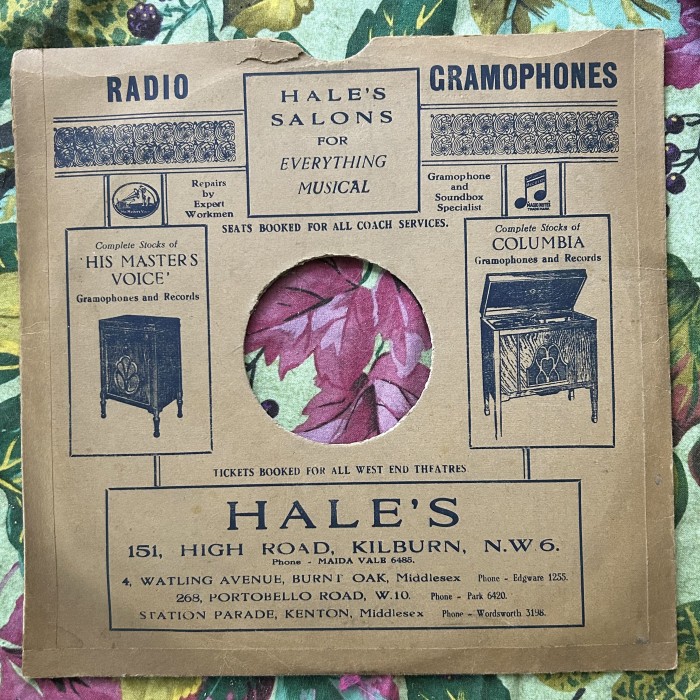 RADIO
GRAMOPHONES
HALE'S
SALONS
FOR
EVERYTHING
MUSICAL
Repairs
by
Expert
Workmen
Gramophone
and
Soundbox
Specialist
MAGIC NOTES
TRADE MARK
SEATS BOOKED FOR ALL COACH SERVICES.
Complete Stocks of
'HIS MASTERS
VOICE'
Gramophones and Records
Complete Stocks of
COLUMBIA
Gramophones and Records
TICKETS BOOKED FOR ALL WEST END THEATRES
HALE'S
151, HIGH ROAD, KILBURN, N.W 6.
Phone - MAIDA VALE 6485.
4, WATLING AVENUE, BURNT OAK, Middlesex Phone - Edgware 1255.
268, PORTOBELLO ROAD, W.10. Phone - Park 6420.
STATION PARADE, KENTON, Middlesex Phone - Wordsworth 3198.